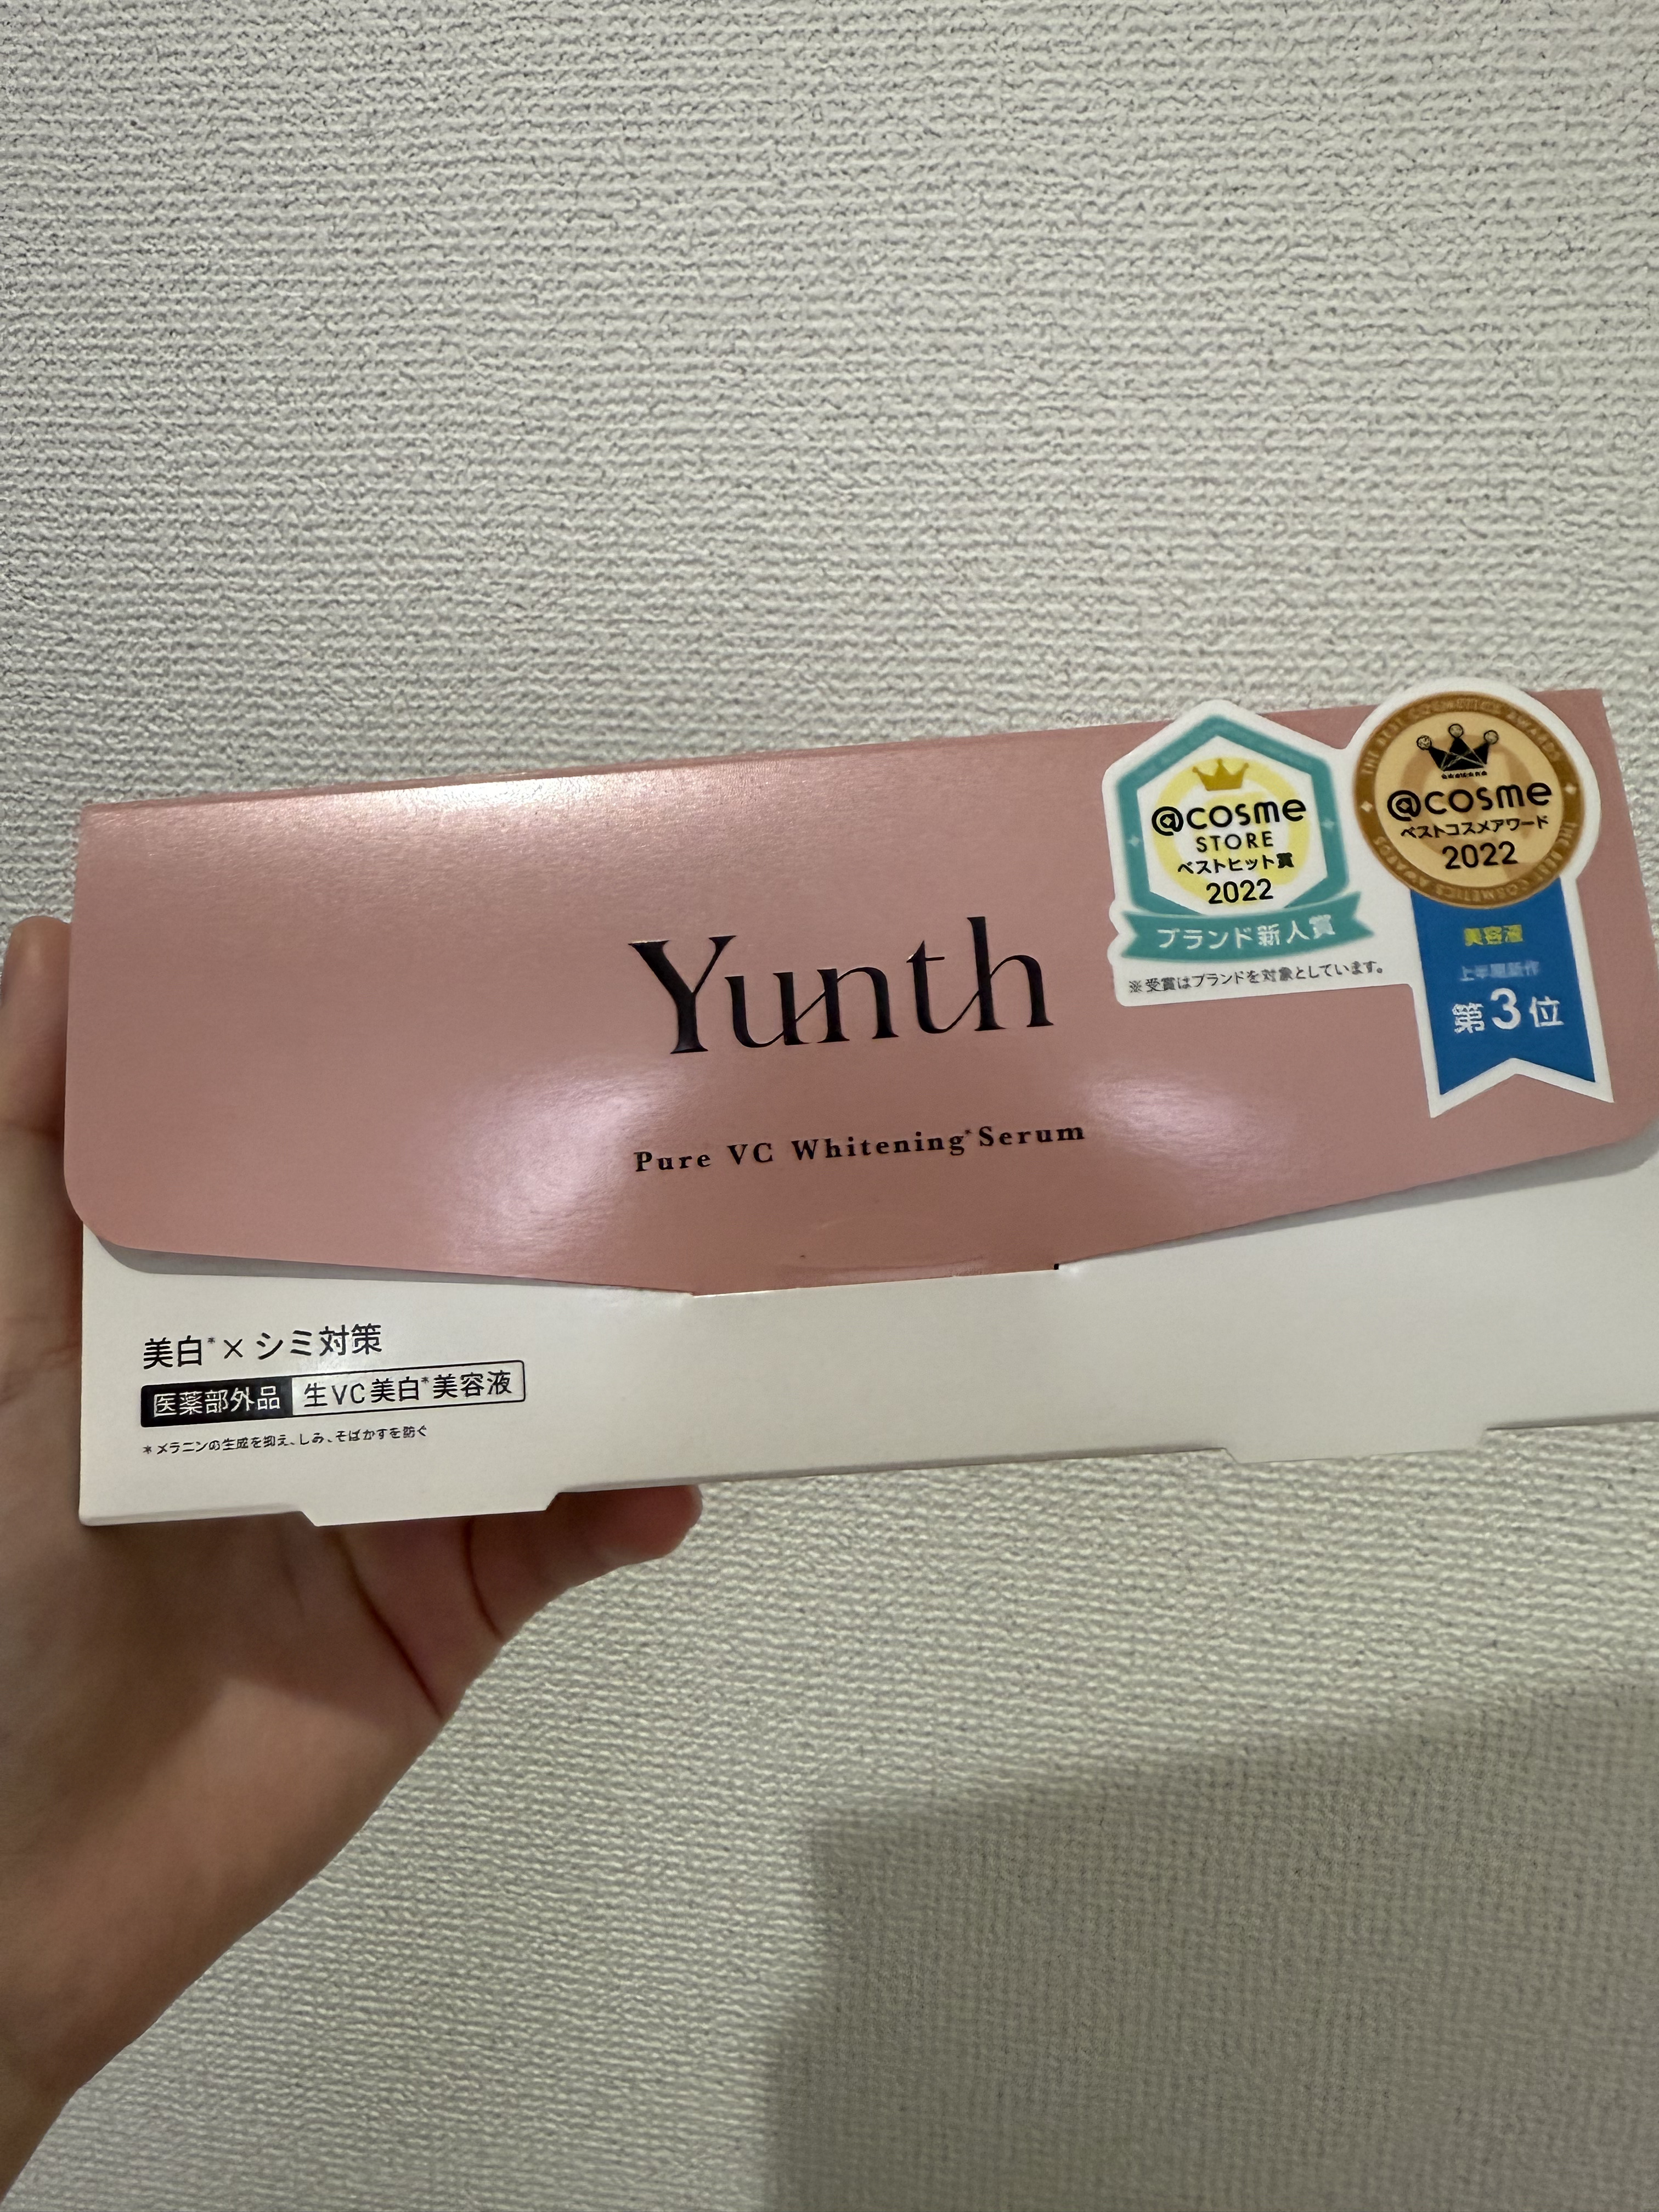 @cosme
STORE
ベストヒット賞
2022
ブランド新人賞
※受賞はブランドを対象としています。
@cosme
ベストコスメアワード
2022
美容液
上半期新作
第3位
Yunth
Pure VC Whitening*Serum
美白*×シミ対策
医薬部外品 生VC美白*美容液
*メラニンの生成を抑え、しみ、そばかすを防ぐ